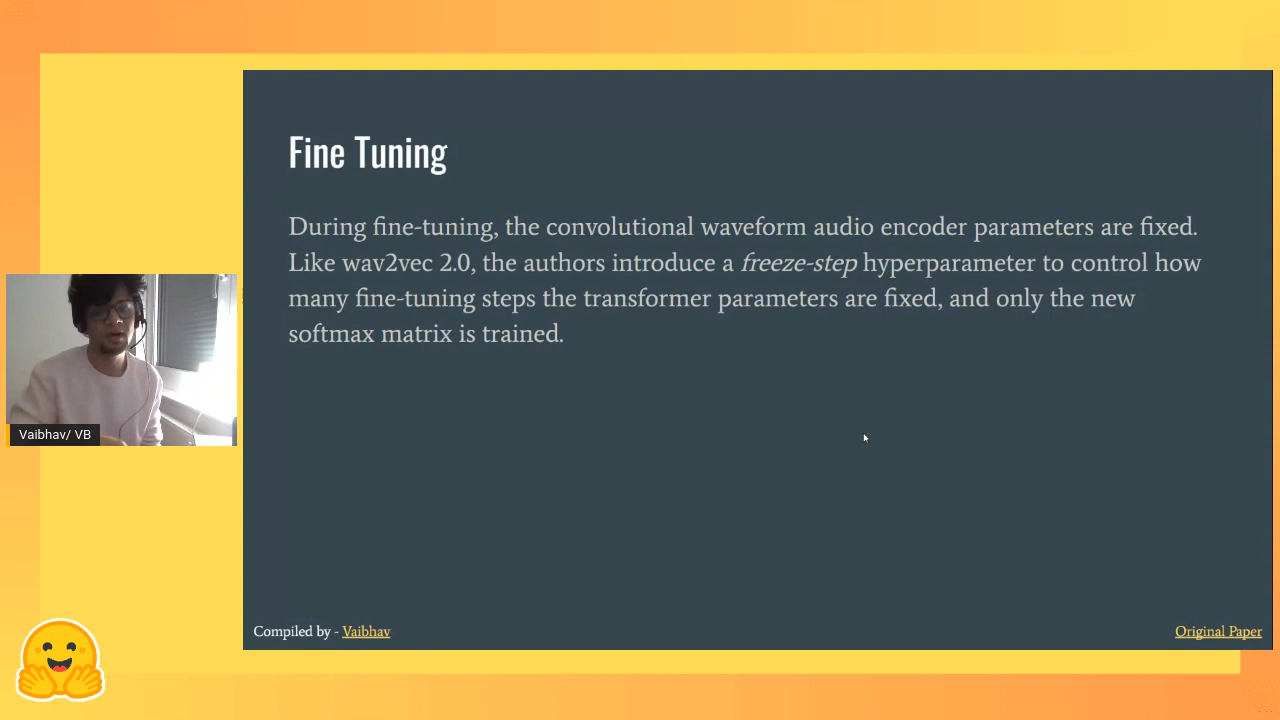 Fine Tuning
During fine-tuning, the convolutional waveform audio encoder parameters are fixed.
Like wav2vec 2.0, the authors introduce a freeze-step hyperparameter to control how
many fine-tuning steps the transformer parameters are fixed, and only the new
softmax matrix is trained.
Vaibhav/ VB
Compiled by - Vaibhav
Original Paper